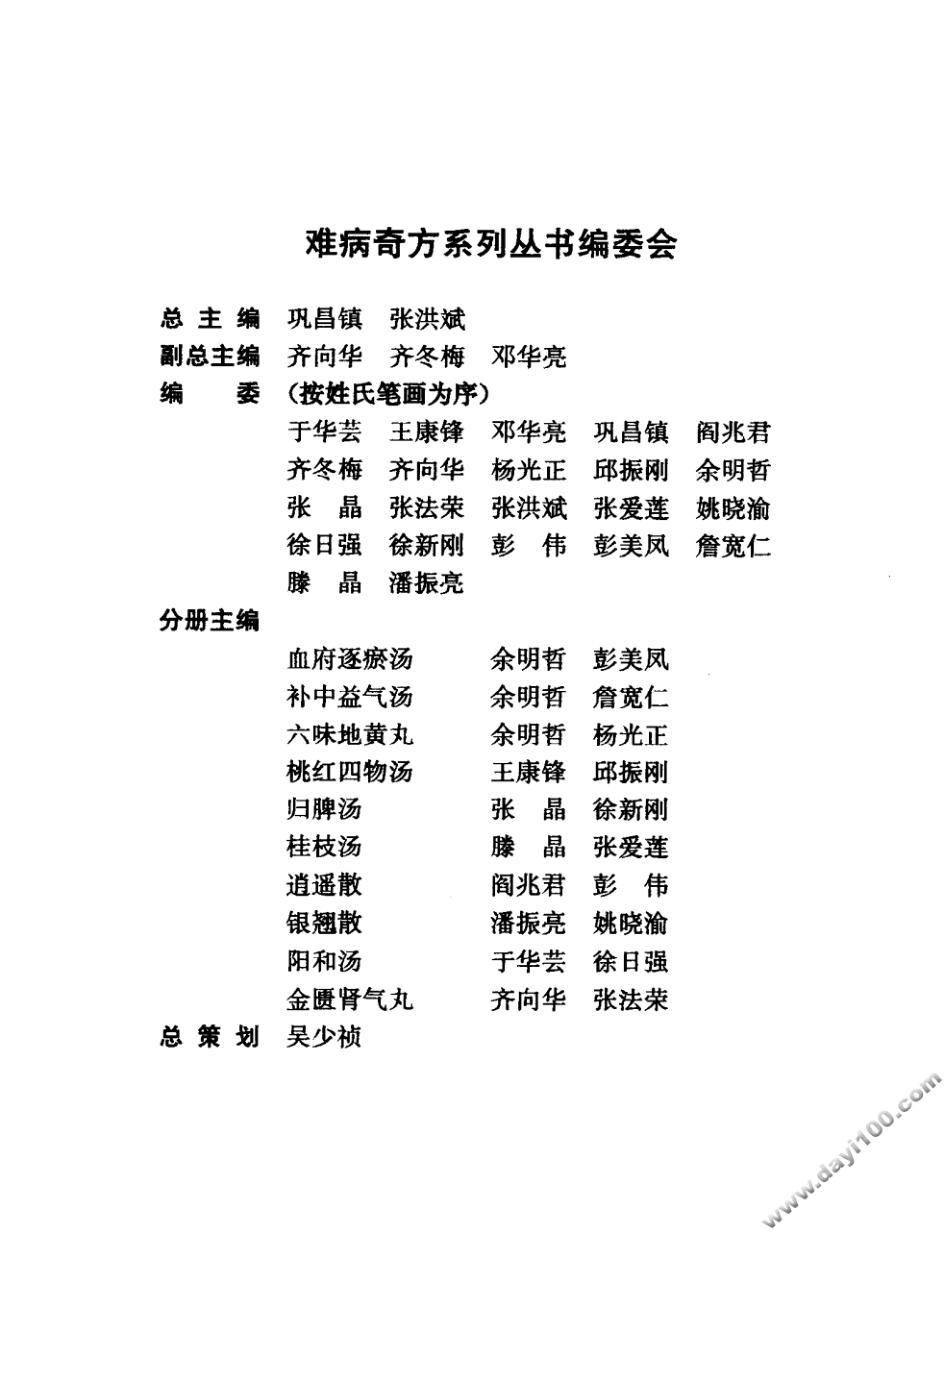 难病奇方系列丛书编委会
总 主 编 巩昌镇 张洪斌
副总主编 齐向华 齐冬梅 邓华亮
编 委 (按姓氏笔画为序)
于华芸 王康锋 邓华亮 巩昌镇 阎兆君
齐冬梅 齐向华 杨光正 邱振刚 余明哲
张 晶 张法荣 张洪斌 张爱莲 姚晓渝
徐日强 徐新刚 彭 伟 彭美凤 詹宽仁
滕 晶 潘振亮
分册主编
血府逐瘀汤 余明哲 彭美凤
补中益气汤 余明哲 詹宽仁
六味地黄丸 余明哲 杨光正
桃红四物汤 王康锋 邱振刚
归脾汤 张 晶 徐新刚
桂枝汤 滕 晶 张爱莲
逍遥散 阎兆君 彭 伟
银翘散 潘振亮 姚晓渝
阳和汤 于华芸 徐日强
金匮肾气丸 齐向华 张法荣
总 策 划 吴少祯
www.dayi100.com